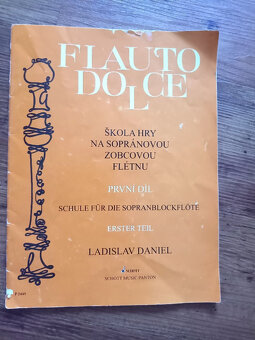 FLAUTO
DOLCE
ŠKOLA HRY
NA SOPRÁNOVOU
ZOBCOVOU
FLÉTNU
PRVNÍ DÍL
SCHULE FÜR DIE SOPRANBLOCKFLÖTE
ERSTER TEIL
LADISLAV DANIEL
SCHOTT
SCHOTT MUSIC PANTON